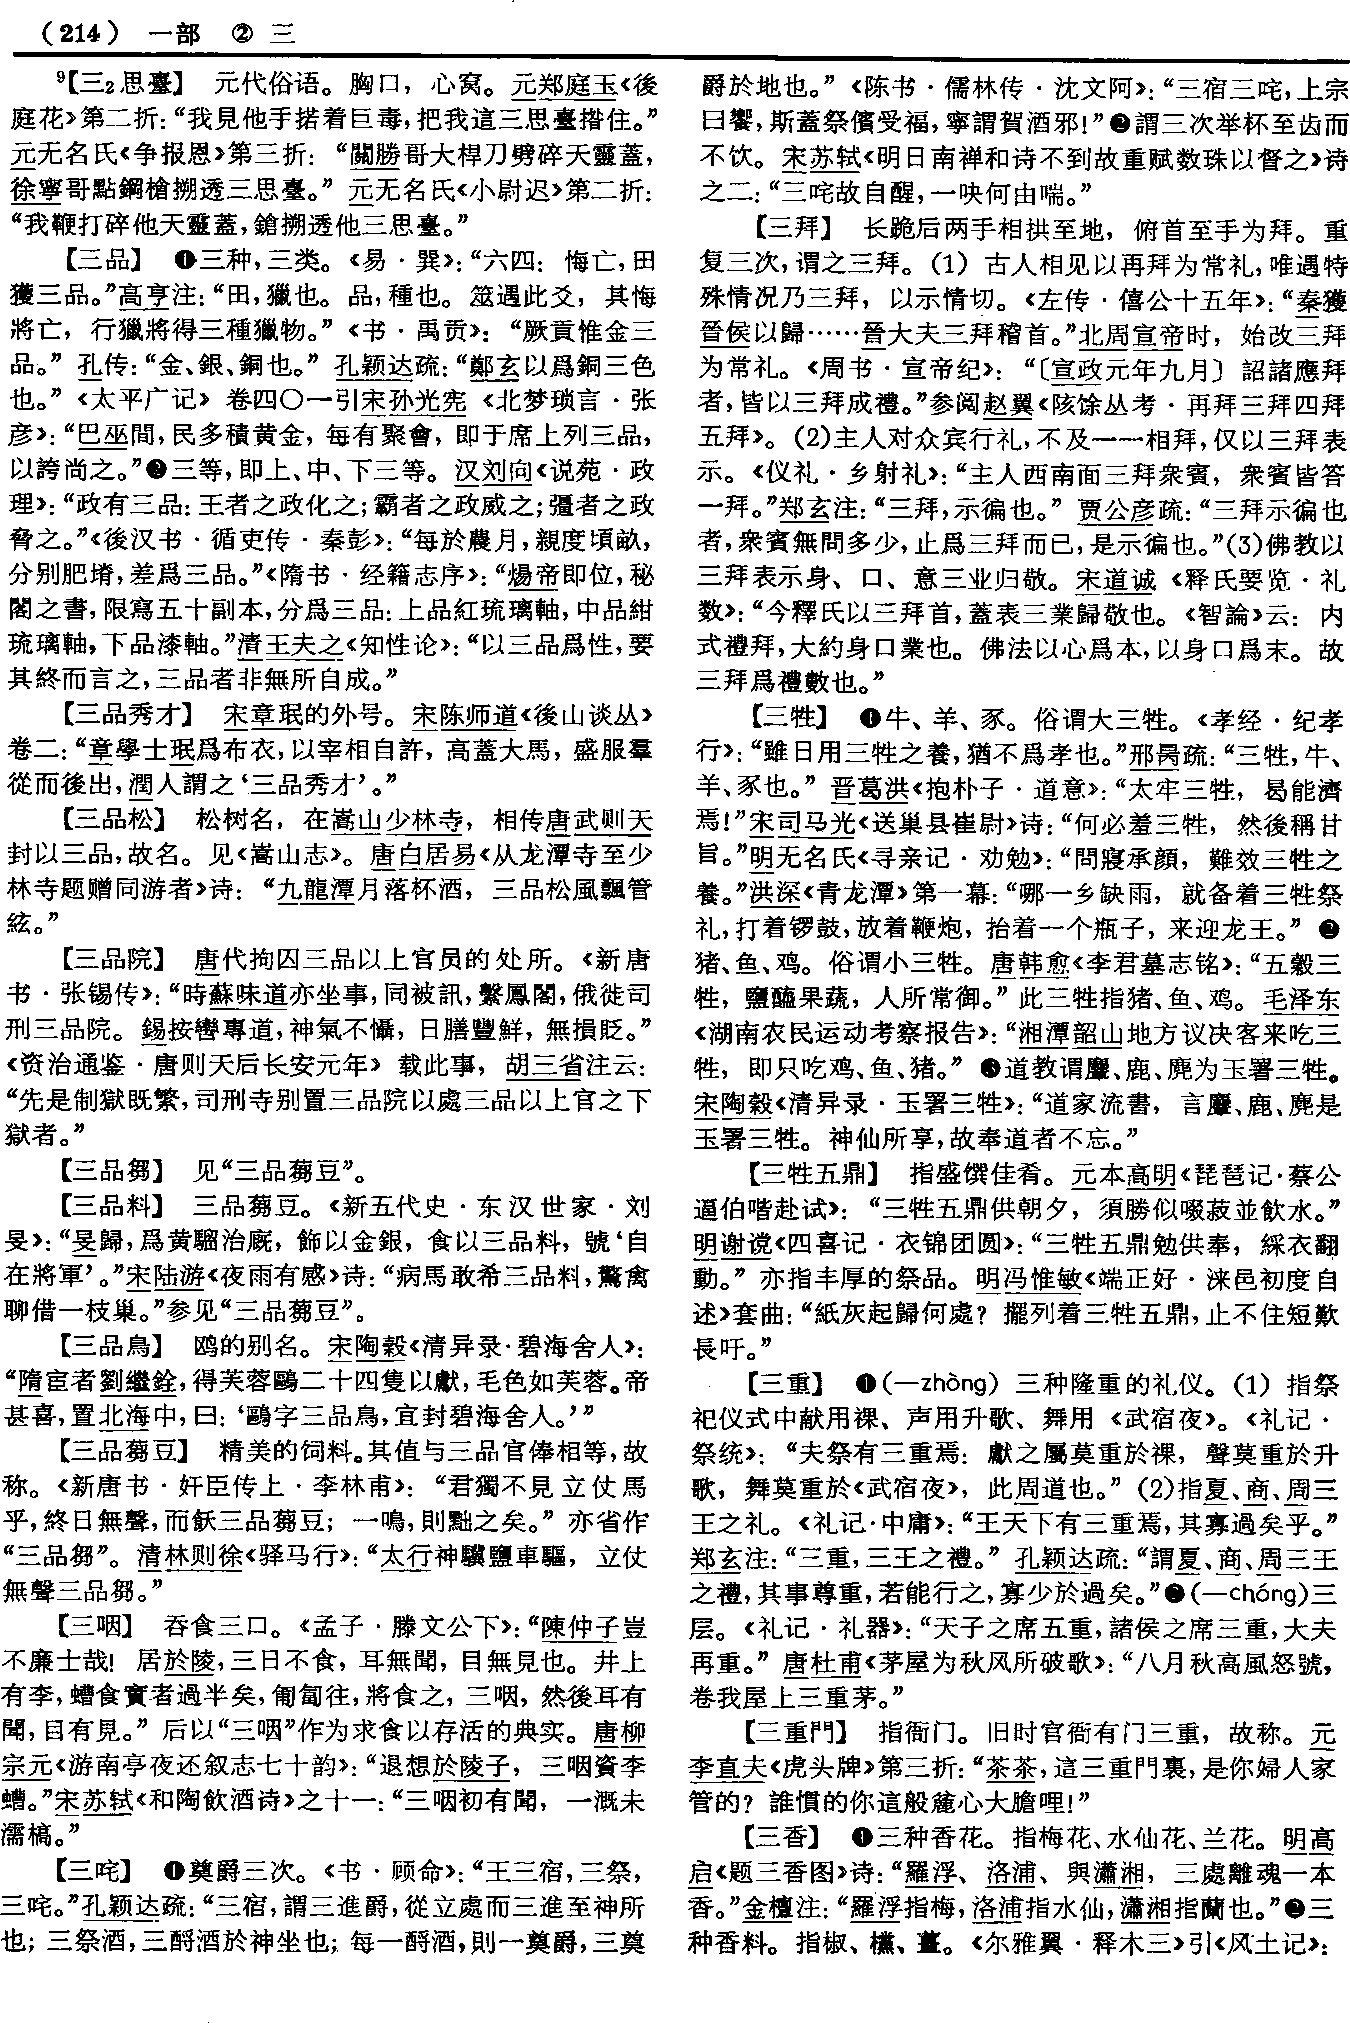 （214） 一部 ② 三
⁹【三₂思臺】 元代俗语。胸口，心窝。元郑庭玉《後
庭花》第二折：“我見他手掿着巨毒，把我這三思臺揝住。”
元无名氏《争报恩》第三折：“關勝哥大桿刀劈碎天靈蓋，
徐寧哥點鋼槍搠透三思臺。”元无名氏《小尉迟》第二折：
“我鞭打碎他天靈蓋，鎗搠透他三思臺。”
【三品】 ❶三种，三类。《易·巽》：“六四：悔亡，田
獲三品。”高亨注：“田，獵也。品，種也。筮遇此爻，其悔
將亡，行獵將得三種獵物。”《书·禹贡》：“厥貢惟金三
品。”孔传：“金、銀、銅也。”孔颖达疏：“鄭玄以爲銅三色
也。”《太平广记》卷四〇一引宋孙光宪《北梦琐言·张
彦》：“巴巫間，民多積黄金，每有聚會，即于席上列三品，
以誇尚之。”❷三等，即上、中、下三等。汉刘向《说苑·政
理》：“政有三品：王者之政化之；霸者之政威之；彊者之政
脅之。”《後汉书·循吏传·秦彭》：“每於農月，親度頃畝，
分别肥塉，差爲三品。”《隋书·经籍志序》：“煬帝即位，秘
閣之書，限寫五十副本，分爲三品：上品紅琉璃軸，中品紺
琉璃軸，下品漆軸。”清王夫之《知性论》：“以三品爲性，要
其終而言之，三品者非無所自成。”
【三品秀才】 宋章珉的外号。宋陈师道《後山谈丛》
卷二：“章學士珉爲布衣，以宰相自許，高蓋大馬，盛服羣
從而後出，潤人謂之‘三品秀才’。”
【三品松】 松树名，在嵩山少林寺，相传唐武则天
封以三品，故名。见《嵩山志》。唐白居易《从龙潭寺至少
林寺题赠同游者》诗：“九龍潭月落杯酒，三品松風飄管
絃。”
【三品院】 唐代拘囚三品以上官员的处所。《新唐
书·张锡传》：“時蘇味道亦坐事，同被訊，繫鳳閣，俄徙司
刑三品院。錫按轡專道，神氣不懾，日膳豐鮮，無損貶。”
《资治通鉴·唐则天后长安元年》载此事，胡三省注云：
“先是制獄既繁，司刑寺别置三品院以處三品以上官之下
獄者。”
【三品芻】 见“三品蒭豆”。
【三品料】 三品蒭豆。《新五代史·东汉世家·刘
旻》：“旻歸，爲黄騮治廄，飾以金銀，食以三品料，號‘自
在將軍’。”宋陆游《夜雨有感》诗：“病馬敢希三品料，驚禽
聊借一枝巢。”参见“三品蒭豆”。
【三品鳥】 鸥的别名。宋陶穀《清异录·碧海舍人》：
“隋宦者劉繼銓，得芙蓉鷗二十四隻以獻，毛色如芙蓉。帝
甚喜，置北海中，曰：‘鷗字三品鳥，宜封碧海舍人。’”
【三品蒭豆】 精美的饲料。其值与三品官俸相等，故
称。《新唐书·奸臣传上·李林甫》：“君獨不見立仗馬
乎，終日無聲，而飫三品蒭豆；一鳴，則黜之矣。”亦省作
“三品芻”。清林则徐《驿马行》：“太行神驥鹽車驅，立仗
無聲三品芻。”
【三咽】 吞食三口。《孟子·滕文公下》：“陳仲子豈
不廉士哉！居於陵，三日不食，耳無聞，目無見也。井上
有李，螬食實者過半矣，匍匐往，將食之，三咽，然後耳有
聞，目有見。”后以“三咽”作为求食以存活的典实。唐柳
宗元《游南亭夜还叙志七十韵》：“退想於陵子，三咽資李
螬。”宋苏轼《和陶飲酒诗》之十一：“三咽初有聞，一溉未
濡槁。”
【三咤】 ❶奠爵三次。《书·顾命》：“王三宿，三祭，
三咤。”孔颖达疏：“三宿，謂三進爵，從立處而三進至神所
也；三祭酒，三酹酒於神坐也；每一酹酒，則一奠爵，三奠
爵於地也。”《陈书·儒林传·沈文阿》：“三宿三咤，上宗
曰饗，斯蓋祭儐受福，寧謂賀酒邪！”❷謂三次举杯至齿而
不饮。宋苏轼《明日南禅和诗不到故重赋数珠以督之》诗
之二：“三咤故自醒，一吷何由喘。”
【三拜】 长跪后两手相拱至地，俯首至手为拜。重
复三次，谓之三拜。（1）古人相见以再拜为常礼，唯遇特
殊情况乃三拜，以示情切。《左传·僖公十五年》：“秦獲
晉侯以歸……晉大夫三拜稽首。”北周宣帝时，始改三拜
为常礼。《周书·宣帝纪》：“〔宣政元年九月〕詔諸應拜
者，皆以三拜成禮。”参阅赵翼《陔馀丛考·再拜三拜四拜
五拜》。（2）主人对众宾行礼，不及一一相拜，仅以三拜表
示。《仪礼·乡射礼》：“主人西南面三拜衆賓，衆賓皆答
一拜。”郑玄注：“三拜，示徧也。”贾公彦疏：“三拜示徧也
者，衆賓無問多少，止爲三拜而已，是示徧也。”（3）佛教以
三拜表示身、口、意三业归敬。宋道诚《释氏要览·礼
数》：“今釋氏以三拜首，蓋表三業歸敬也。《智論》云：内
式禮拜，大約身口業也。佛法以心爲本，以身口爲末。故
三拜爲禮數也。”
【三牲】 ❶牛、羊、豕。俗谓大三牲。《孝经·纪孝
行》：“雖日用三牲之養，猶不爲孝也。”邢昺疏：“三牲，牛、
羊、豕也。”晋葛洪《抱朴子·道意》：“太牢三牲，曷能濟
焉！”宋司马光《送巢县崔尉》诗：“何必羞三牲，然後稱甘
旨。”明无名氏《寻亲记·劝勉》：“問寢承顔，難效三牲之
養。”洪深《青龙潭》第一幕：“哪一乡缺雨，就备着三牲祭
礼，打着锣鼓，放着鞭炮，抬着一个瓶子，来迎龙王。”❷
猪、鱼、鸡。俗谓小三牲。唐韩愈《李君墓志铭》：“五穀三
牲，鹽醯果蔬，人所常御。”此三牲指猪、鱼、鸡。毛泽东
《湖南农民运动考察报告》：“湘潭韶山地方议决客来吃三
牲，即只吃鸡、鱼、猪。”❸道教谓麞、鹿、麂为玉署三牲。
宋陶穀《清异录·玉署三牲》：“道家流書，言麞、鹿、麂是
玉署三牲。神仙所享，故奉道者不忘。”
【三牲五鼎】 指盛馔佳肴。元本高明《琵琶记·蔡公
逼伯喈赴试》：“三牲五鼎供朝夕，須勝似啜菽並飲水。”
明谢谠《四喜记·衣锦团圆》：“三牲五鼎勉供奉，綵衣翻
動。”亦指丰厚的祭品。明冯惟敏《端正好·涞邑初度自
述》套曲：“紙灰起歸何處？擺列着三牲五鼎，止不住短歎
長吁。”
【三重】 ❶（一zhòng）三种隆重的礼仪。（1）指祭
祀仪式中献用祼、声用升歌、舞用《武宿夜》。《礼记·
祭统》：“夫祭有三重焉：獻之屬莫重於祼，聲莫重於升
歌，舞莫重於《武宿夜》，此周道也。”（2）指夏、商、周三
王之礼。《礼记·中庸》：“王天下有三重焉，其寡過矣乎。”
郑玄注：“三重，三王之禮。”孔颖达疏：“謂夏、商、周三王
之禮，其事尊重，若能行之，寡少於過矣。”❷（一chóng）三
层。《礼记·礼器》：“天子之席五重，諸侯之席三重，大夫
再重。”唐杜甫《茅屋为秋风所破歌》：“八月秋高風怒號，
卷我屋上三重茅。”
【三重門】 指衙门。旧时官衙有门三重，故称。元
李直夫《虎头牌》第三折：“茶茶，這三重門裏，是你婦人家
管的？誰慣的你這般麄心大膽哩！”
【三香】 ❶三种香花。指梅花、水仙花、兰花。明高
启《题三香图》诗：“羅浮、洛浦、與瀟湘，三處離魂一本
香。”金檀注：“羅浮指梅，洛浦指水仙，瀟湘指蘭也。”❷三
种香料。指椒、欓、薑。《尔雅翼·释木三》引《风土记》：